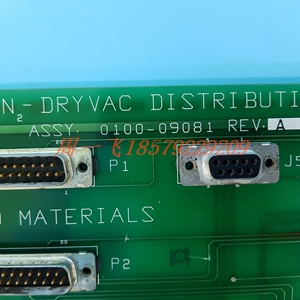 N₂-DRYVAC DISTRIBUTI
ASSY. 0100-09081 REV. A
P1
J5
D MATERIALS
P2